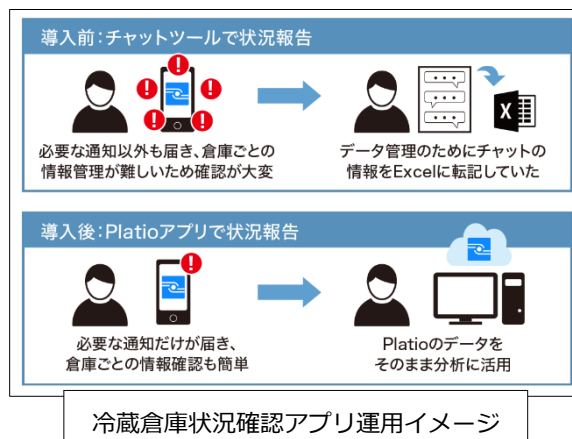 導入前：チャットツールで状況報告
必要な通知以外も届き、倉庫ごとの
情報管理が難しいため確認が大変
データ管理のためにチャットの
情報をExcelに転記していた
X
導入後：Platioアプリで状況報告
必要な通知だけが届き、
倉庫ごとの情報確認も簡単
Platioのデータを
そのまま分析に活用
冷蔵倉庫状況確認アプリ運用イメージ